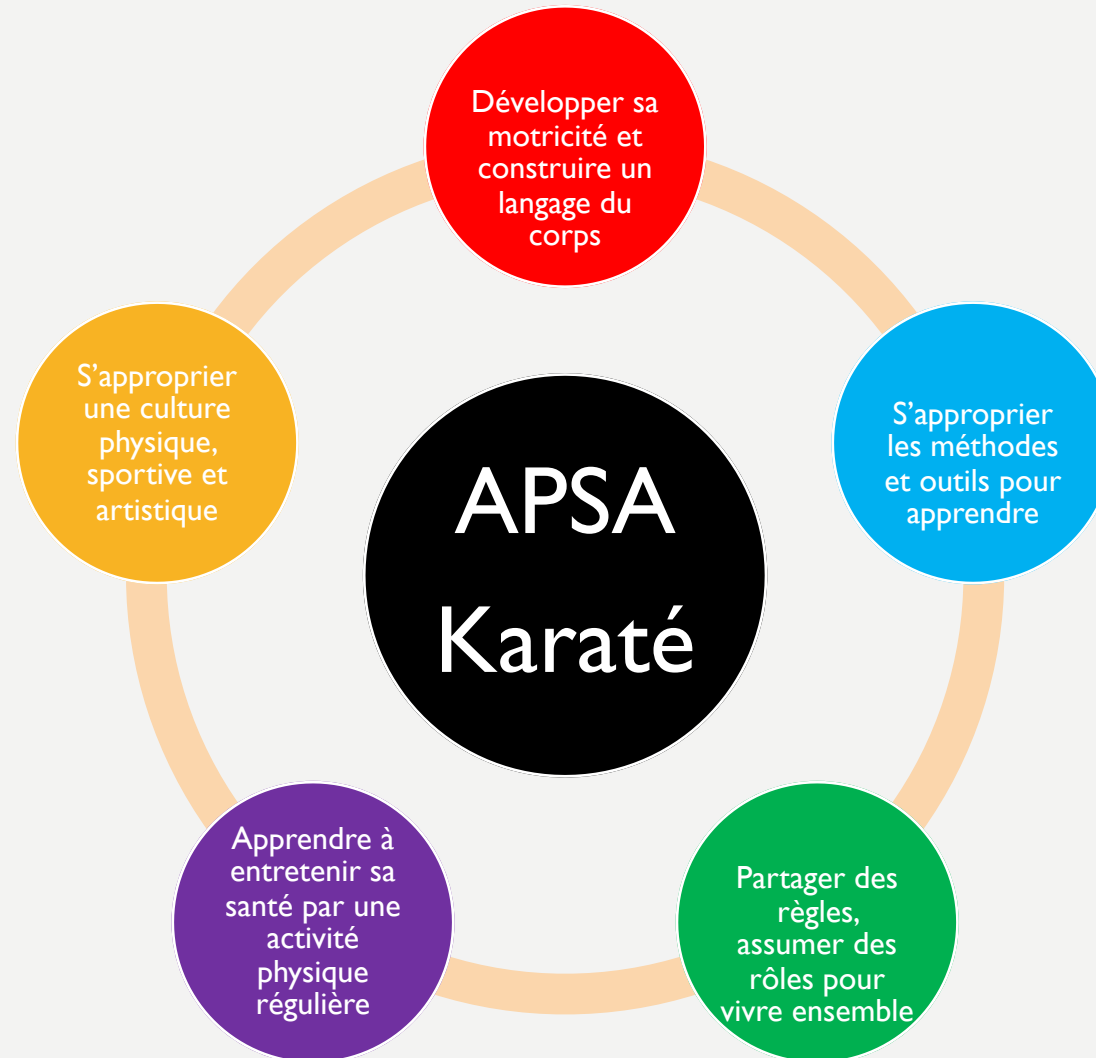 Développer sa
motricité et
construire un
langage du
corps
S'approprier
les méthodes
et outils pour
apprendre
Partager des
règles,
assumer des
rôles pour
vivre ensemble
Apprendre à
entretenir sa
santé par une
activité
physique
régulière
S'approprier
une culture
physique,
sportive et
artistique
APSA
Karaté